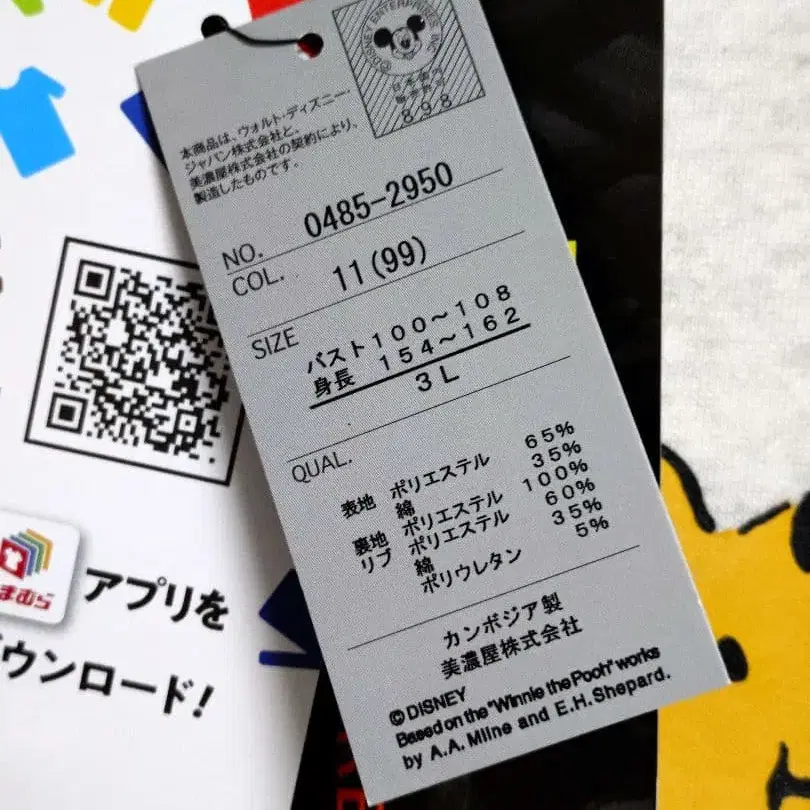 ©DISNEY ENTERPRISES, INC.
898
本商品は、ウォルト・ディズニー・
ジャパン株式会社と、
美濃屋株式会社の契約により、
製造したものです。
NO. 0485-2950
COL. 11(99)
SIZE バスト100～108
身長 154～162
3L
QUAL.
表地 ポリエステル 65%
綿 35%
裏地 ポリエステル 100%
リブ ポリエステル 60%
綿 35%
ポリウレタン 5%
カンボジア製
美濃屋株式会社
©DISNEY
Based on the "Winnie the Pooh" works
by A.A. Milne and E.H. Shepard.
まむら
アプリを
ウンロード!